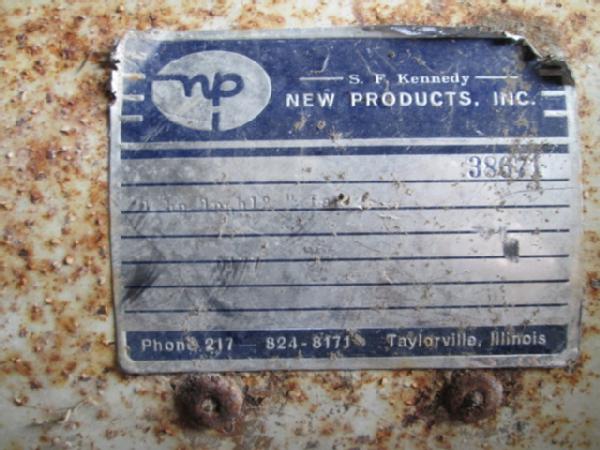 np
S. F. Kennedy
NEW PRODUCTS, INC.
38671
Phone 217 824-8171 Taylorville, Illinois